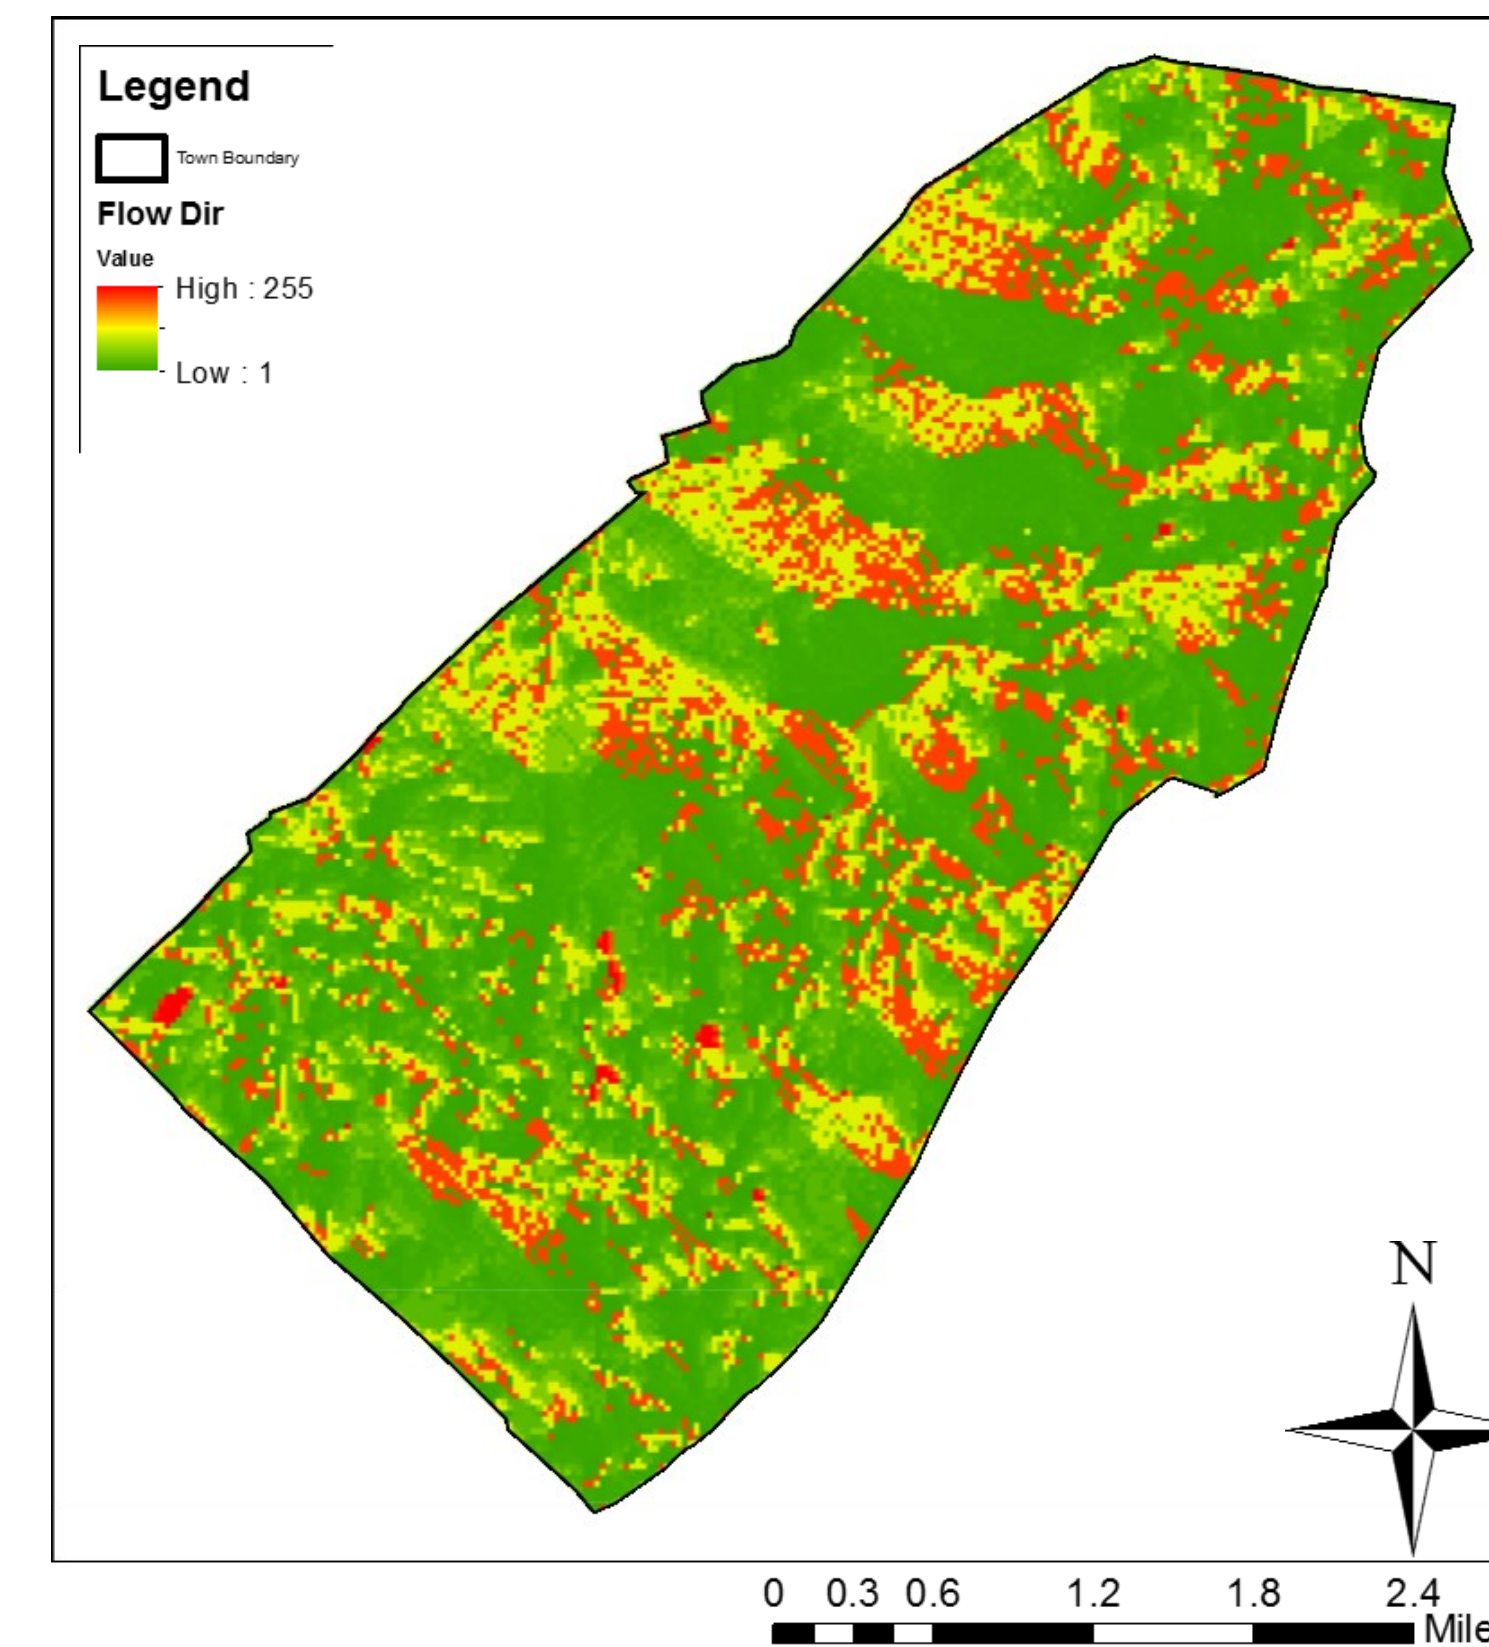 Legend
Town Boundary
Flow Dir
Value
High : 255
Low : 1
N
0 0.3 0.6 1.2 1.8 2.4
Mile